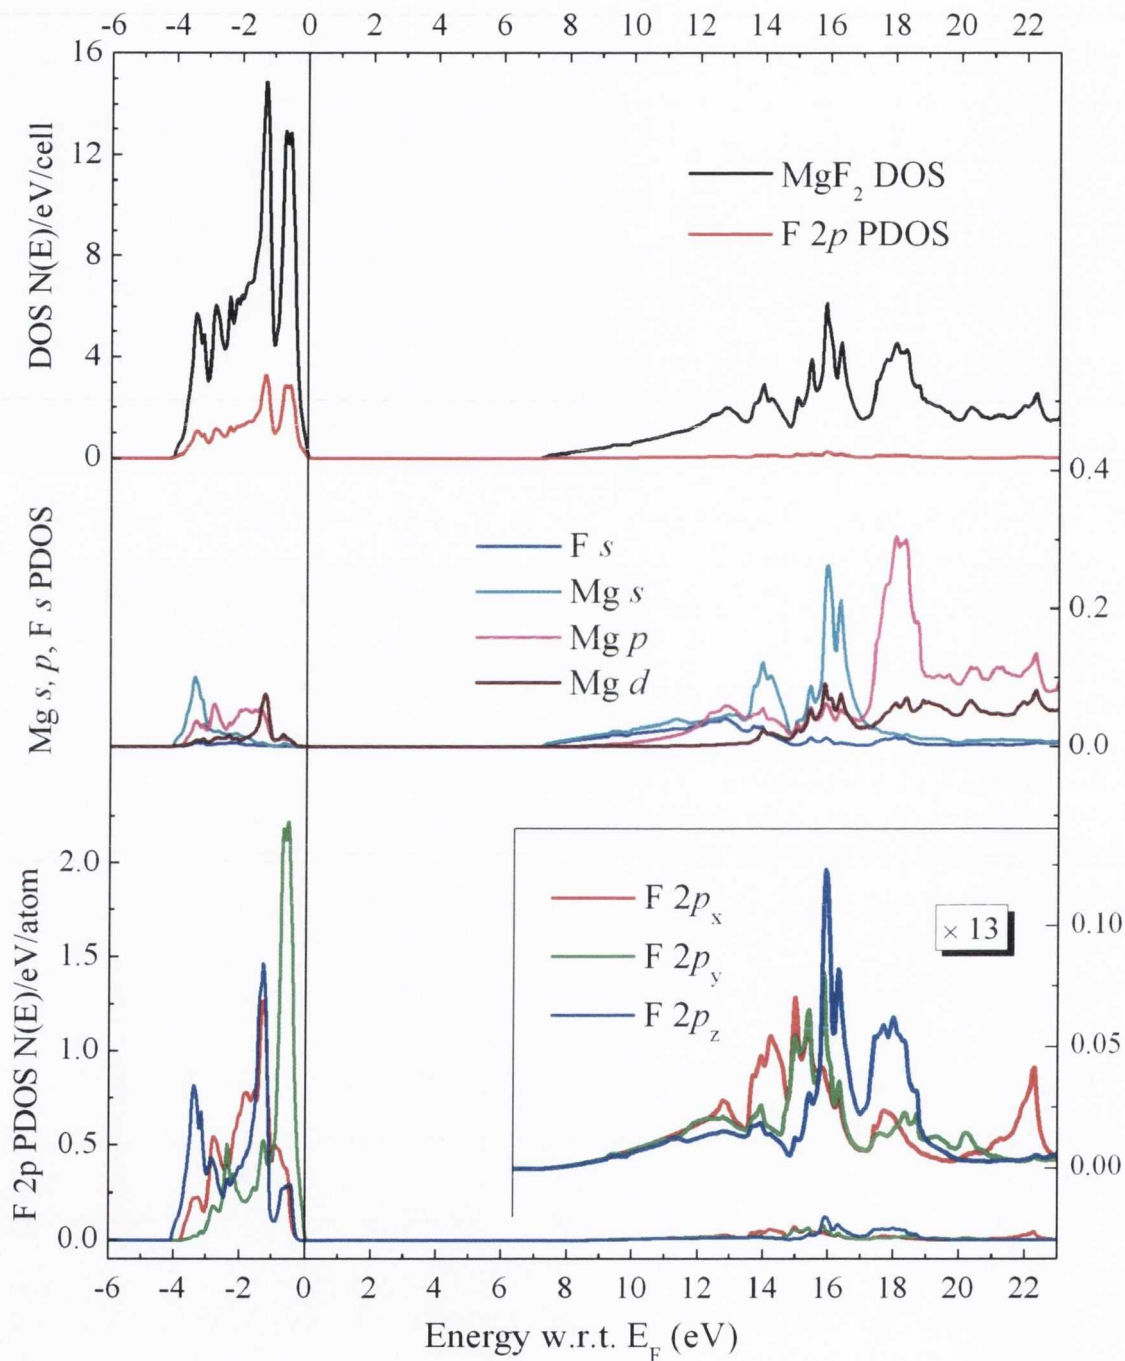 -6 -4 -2 0 2 4 6 8 10 12 14 16 18 20 22
16
12
8
4
0
DOS N(E)/eV/cell
MgF₂ DOS
F 2p PDOS
Mg s, p, F s PDOS
F s
Mg s
Mg p
Mg d
0.4
0.2
0.0
F 2p PDOS N(E)/eV/atom
2.0
1.5
1.0
0.5
0.0
F 2pₓ
F 2p_y
F 2p_z
× 13
0.10
0.05
0.00
-6 -4 -2 0 2 4 6 8 10 12 14 16 18 20 22
Energy w.r.t. E_F (eV)